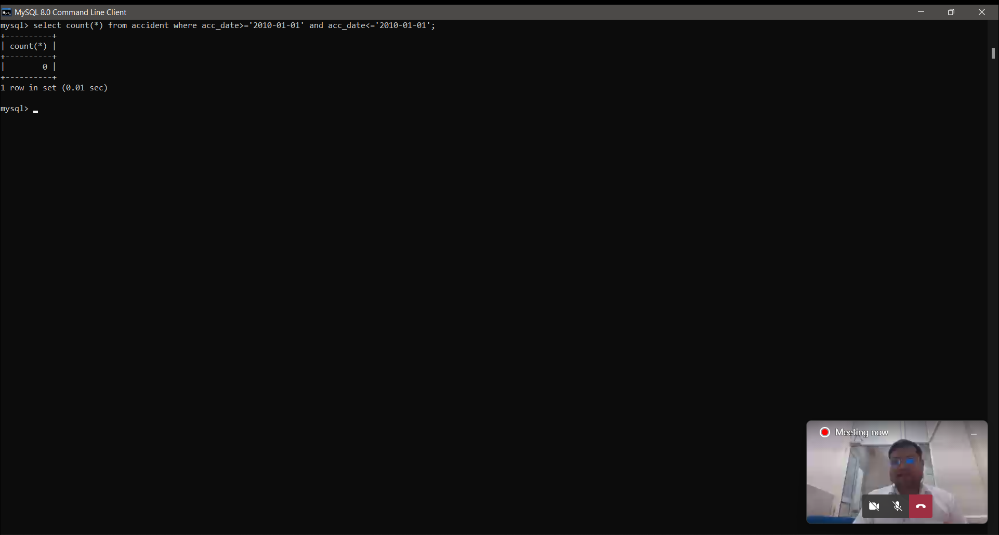 MySQL 8.0 Command Line Client
mysql> select count(*) from accident where acc_date>='2010-01-01' and acc_date<='2010-01-01';
+----------+
| count(*) |
+----------+
|        0 |
+----------+
1 row in set (0.01 sec)
mysql>
Meeting now